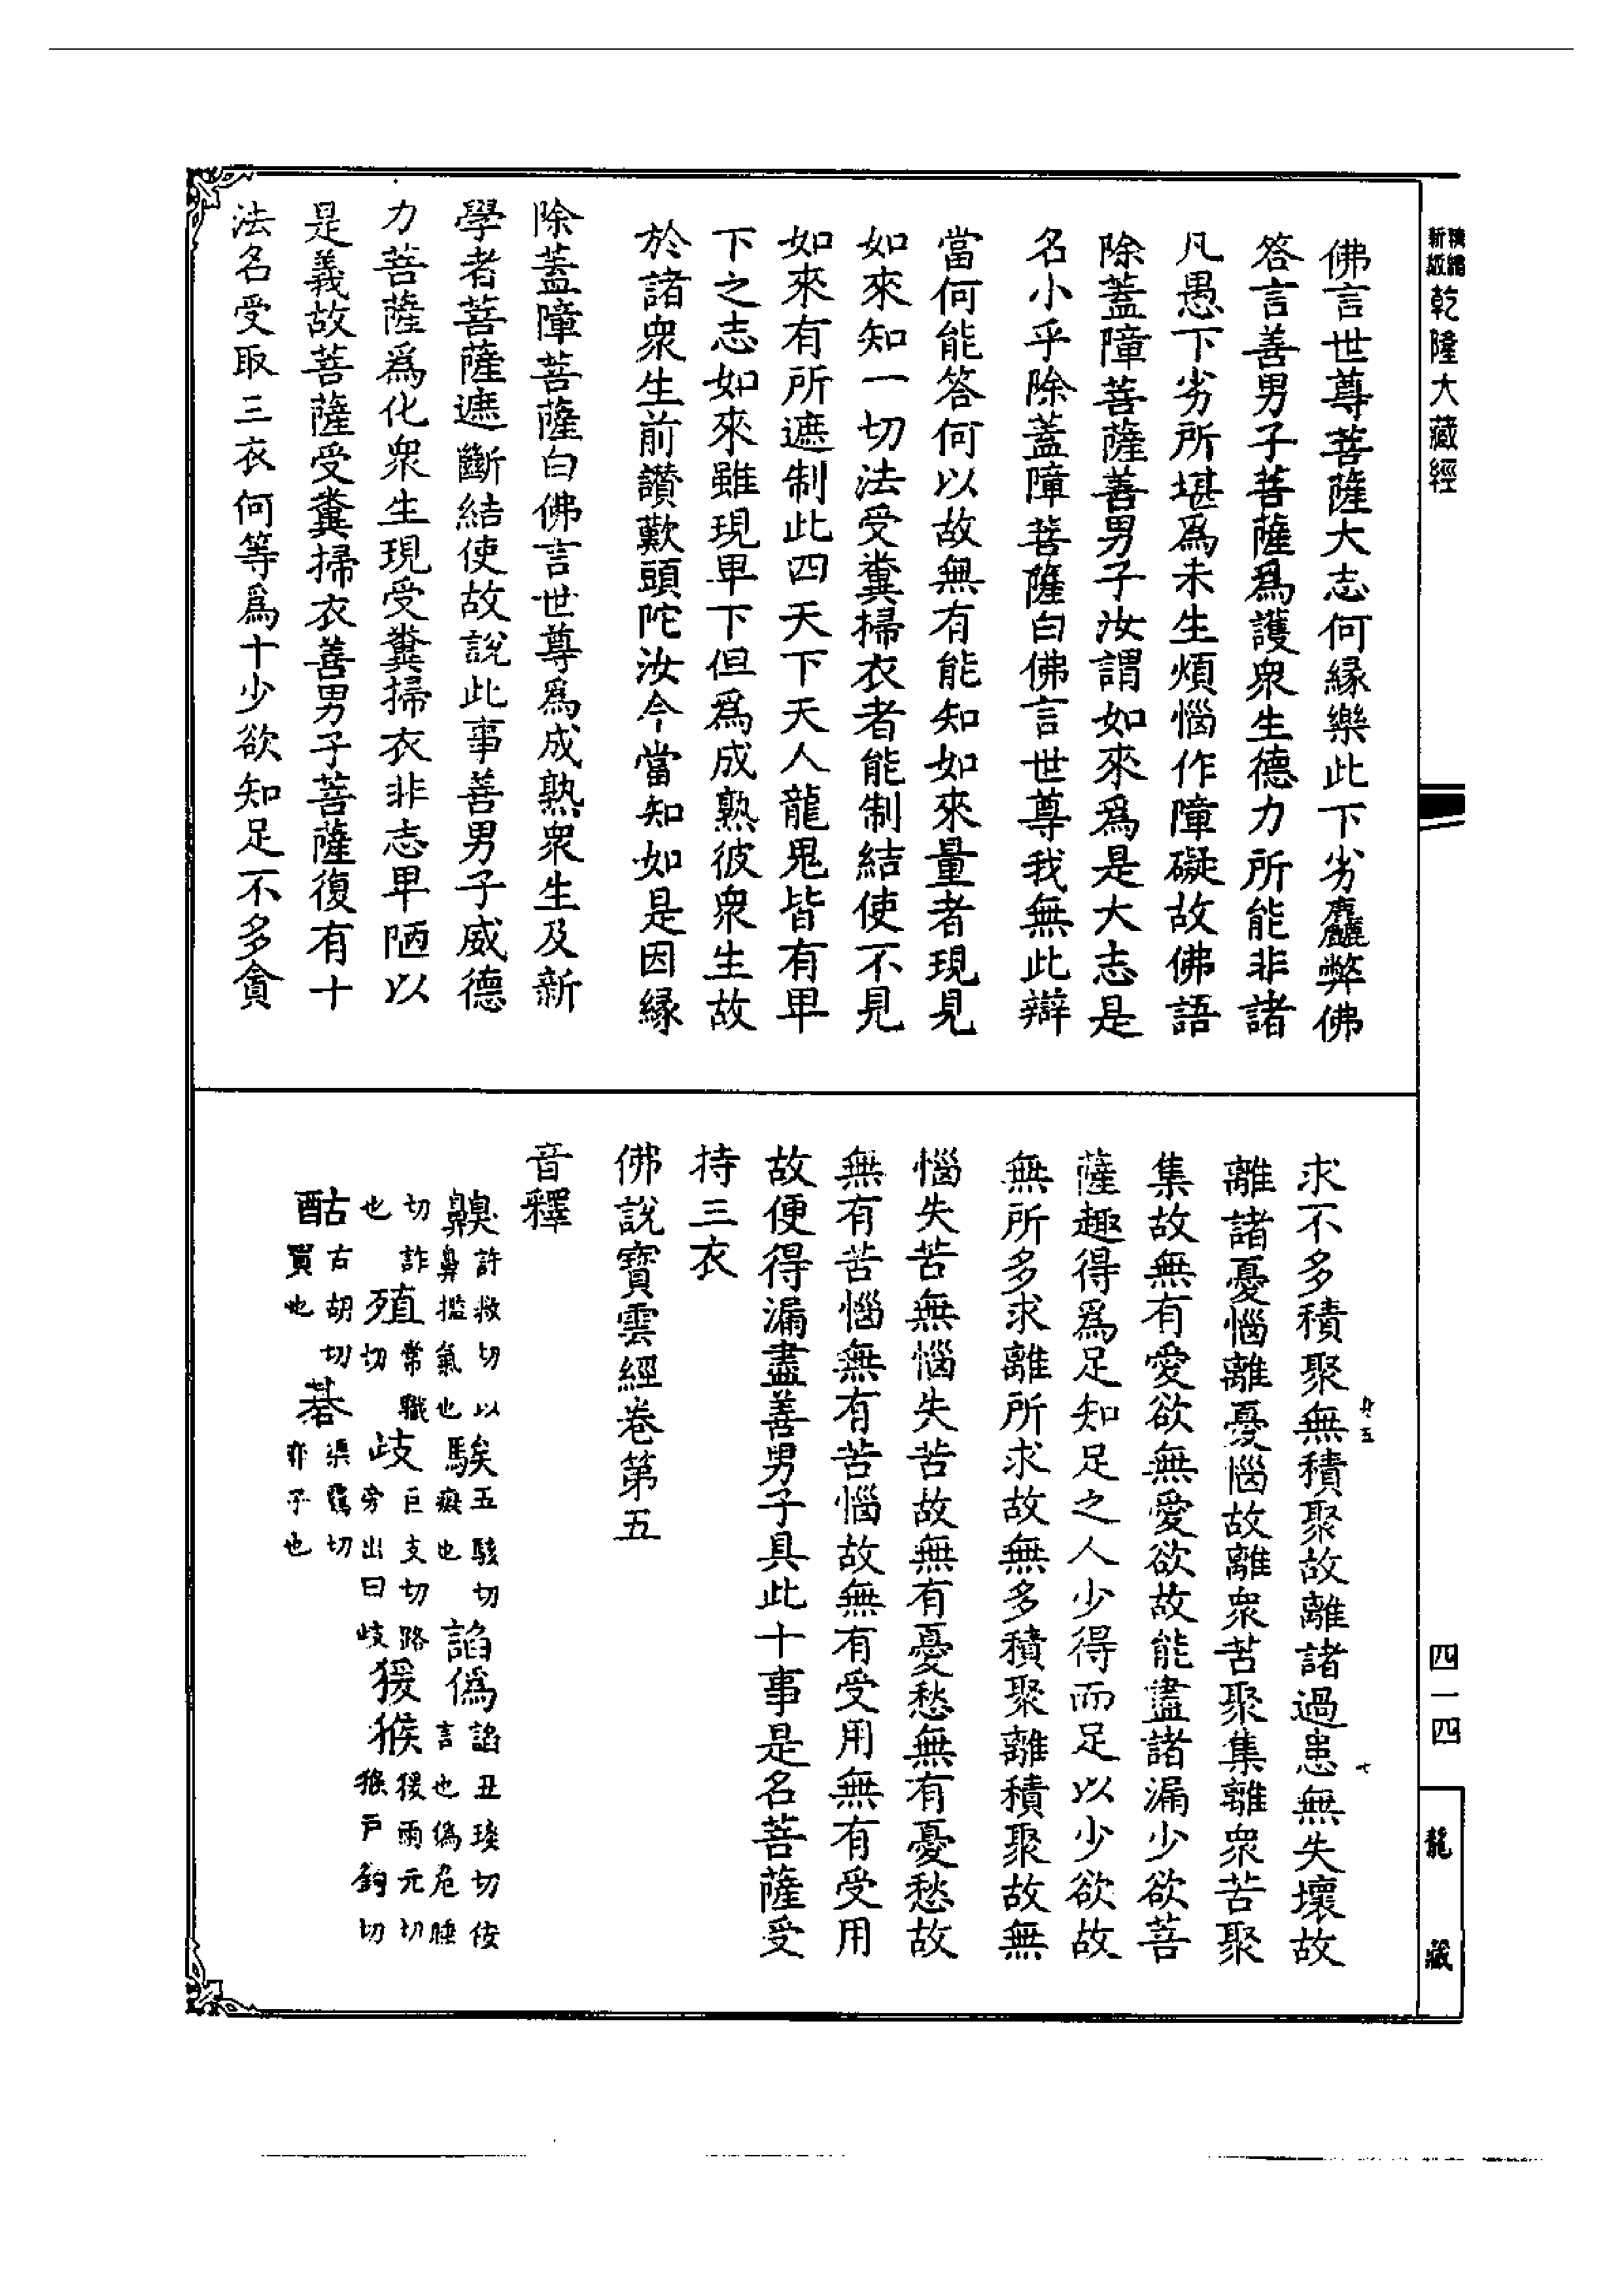 乾隆大藏經
佛言世尊菩薩大志何緣樂此下劣麤弊佛
答言善男子菩薩爲護衆生德力所能非諸
凡愚下劣所堪爲未生煩惱作障礙故佛語
除蓋障菩薩善男子汝謂如來爲是大志是
名小乎除蓋障菩薩白佛言世尊我無此辯
當何能答何以故無有能知如來量者現見
如來知一切法受糞掃衣者能制結使不見
如來有所遮制此四天下天人龍鬼皆有卑
下之志如來雖現卑下但爲成熟彼衆生故
於諸衆生前讚歎頭陀汝今當知如是因緣
除蓋障菩薩白佛言世尊爲成熟衆生及新
學者菩薩遮斷結使故說此事善男子威德
力菩薩爲化衆生現受糞掃衣非志卑陋以
是義故菩薩受糞掃衣善男子菩薩復有十
法名受取三衣何等爲十少欲知足不多貪
求不多積聚無積聚故離諸過患無失壞故
離諸憂惱離憂惱故離衆苦聚集離衆苦聚
集故無有愛欲無愛欲故能盡諸漏少欲菩
薩趣得爲足知足之人少得而足以少欲故
無所多求離所求故無多積聚離積聚故無
惱失苦無惱失苦故無有憂愁無有憂愁故
無有苦惱無有苦惱故無有受用無有受用
故便得漏盡善男子具此十事是名菩薩受
持三衣
佛說寶雲經卷第五
音釋
齅許救切以鼻擥氣也騃五駭切癡也諂僞諂丑琰切佞言也僞危睡
切詐也殖常職切歧巨支切路旁出曰歧猨猴猨雨元切猴戶鉤切
酤古胡切買也棊渠羈切非子也
四一四
龍藏